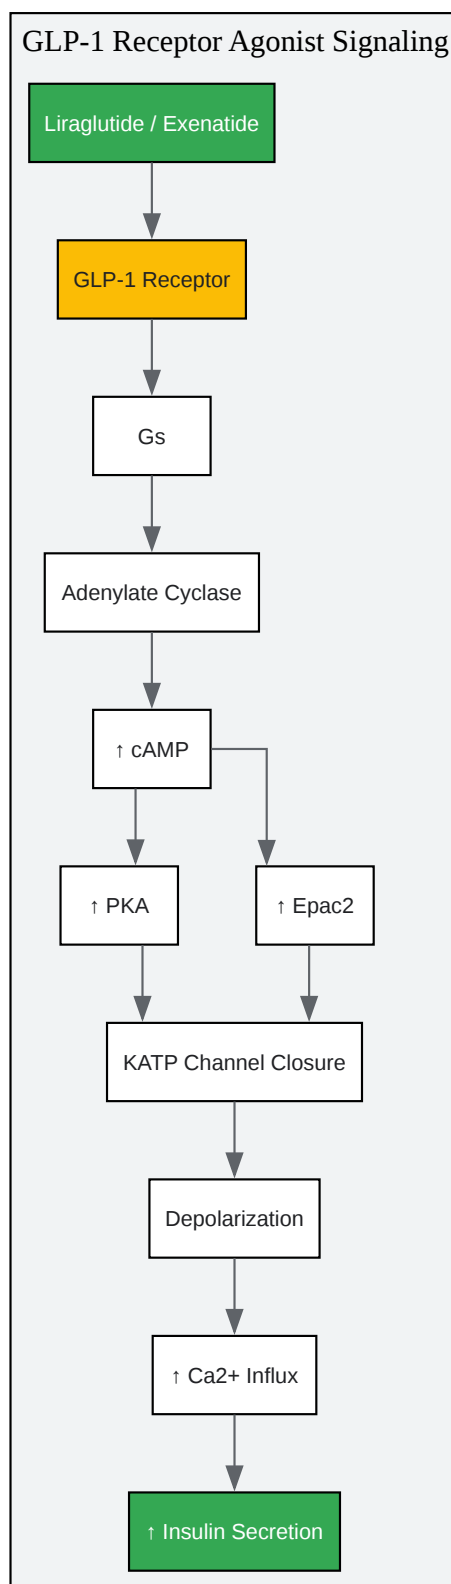 GLP-1 Receptor Agonist Signaling
Liraglutide / Exenatide
GLP-1 Receptor
Gs
Adenylate Cyclase
↑ cAMP
↑ PKA
↑ Epac2
KATP Channel Closure
Depolarization
↑ Ca2+ Influx
↑ Insulin Secretion